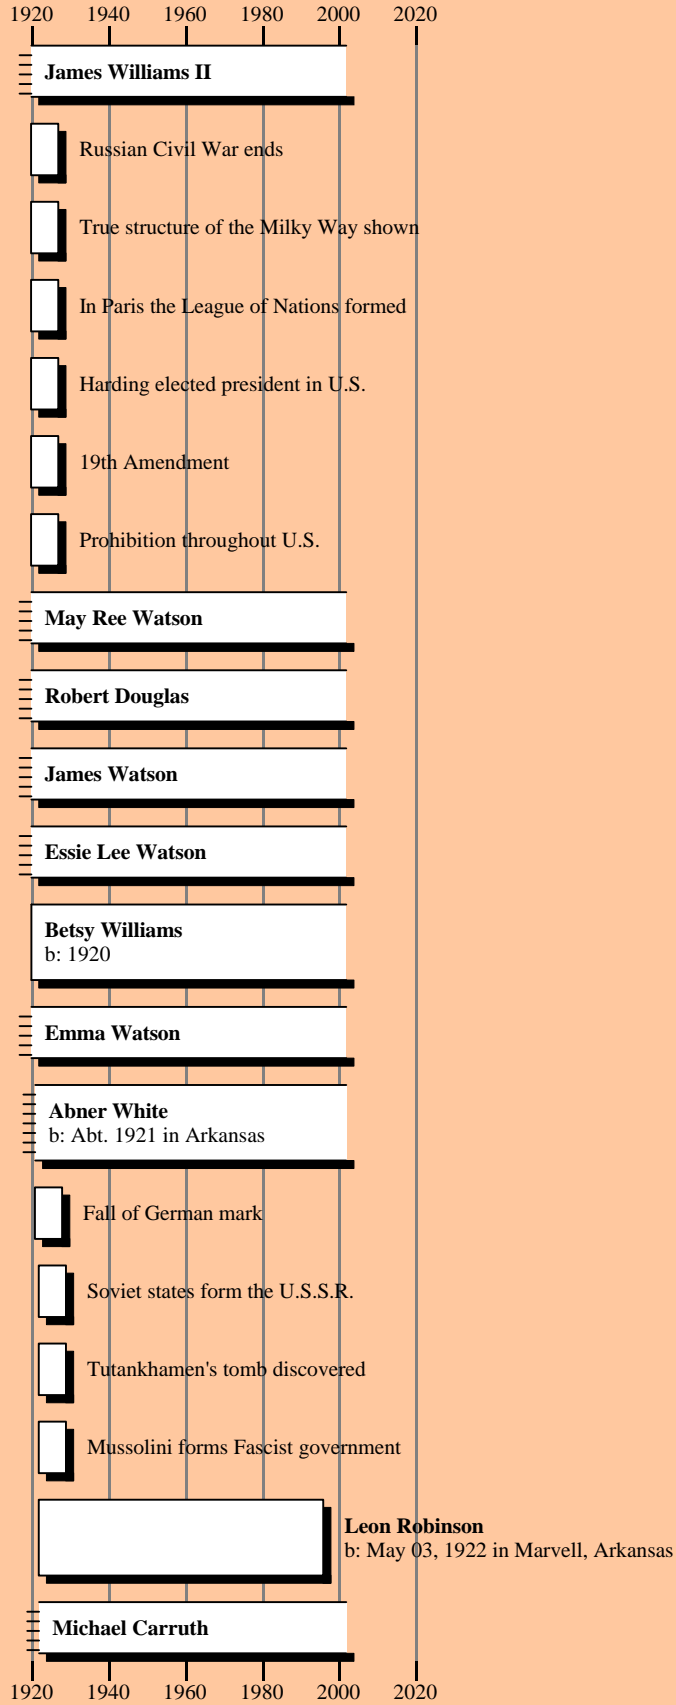 1920 1940 1960 1980 2000 2020
James Williams II
Russian Civil War ends
True structure of the Milky Way shown
In Paris the League of Nations formed
Harding elected president in U.S.
19th Amendment
Prohibition throughout U.S.
May Ree Watson
Robert Douglas
James Watson
Essie Lee Watson
Betsy Williams
b: 1920
Emma Watson
Abner White
b: Abt. 1921 in Arkansas
Fall of German mark
Soviet states form the U.S.S.R.
Tutankhamen's tomb discovered
Mussolini forms Fascist government
Leon Robinson
b: May 03, 1922 in Marvell, Arkansas
Michael Carruth
1920 1940 1960 1980 2000 2020